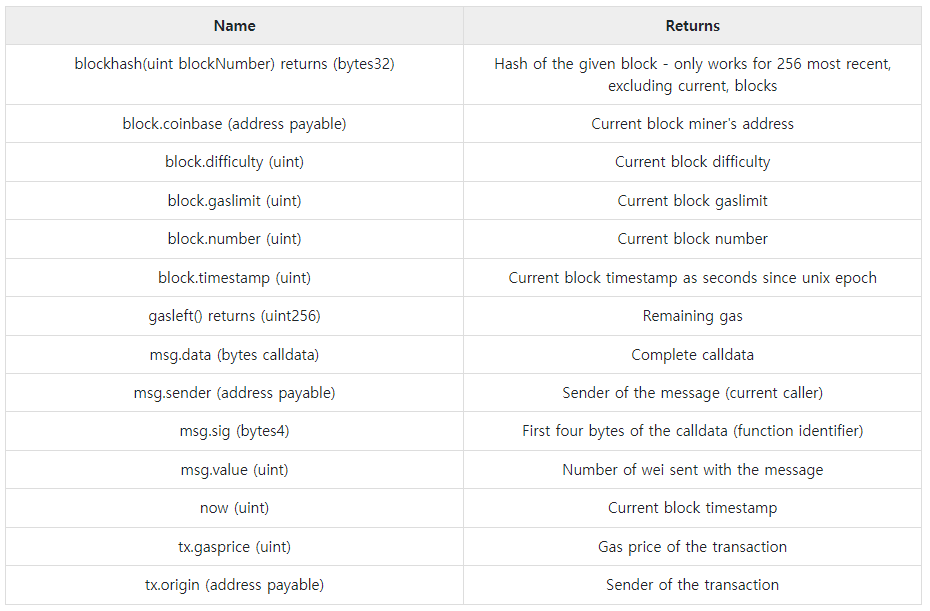 Name Returns
blockhash(uint blockNumber) returns (bytes32) Hash of the given block - only works for 256 most recent,
excluding current, blocks
block.coinbase (address payable) Current block miner's address
block.difficulty (uint) Current block difficulty
block.gaslimit (uint) Current block gaslimit
block.number (uint) Current block number
block.timestamp (uint) Current block timestamp as seconds since unix epoch
gasleft() returns (uint256) Remaining gas
msg.data (bytes calldata) Complete calldata
msg.sender (address payable) Sender of the message (current caller)
msg.sig (bytes4) First four bytes of the calldata (function identifier)
msg.value (uint) Number of wei sent with the message
now (uint) Current block timestamp
tx.gasprice (uint) Gas price of the transaction
tx.origin (address payable) Sender of the transaction